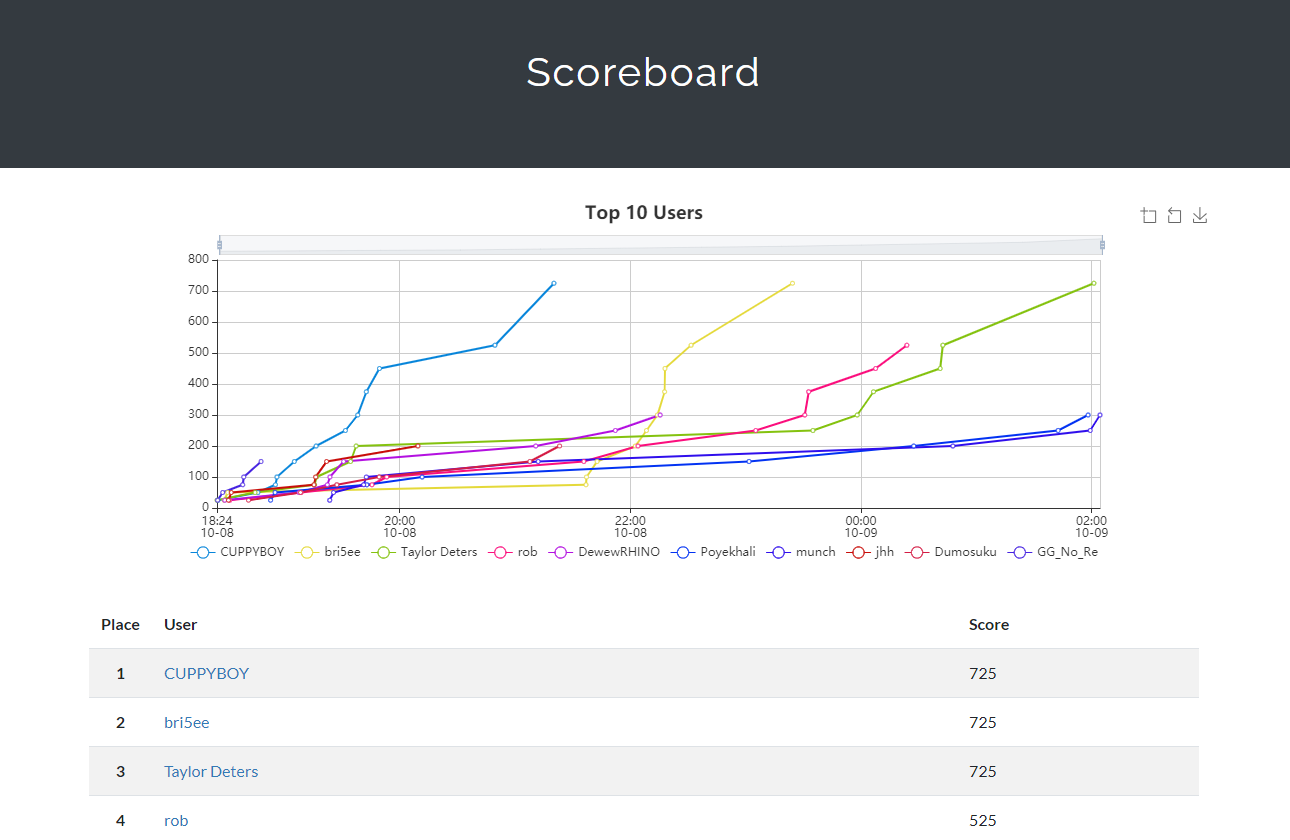 Scoreboard
Top 10 Users
800
700
600
500
400
300
200
100
0
18:24 20:00 22:00 00:00 02:00
10-08 10-08 10-08 10-09 10-09
CUPPYBOY bri5ee Taylor Deters rob DewewRHINO Poyekhali munch jhh Dumosuku GG_No_Re
Place User Score
1 CUPPYBOY 725
2 bri5ee 725
3 Taylor Deters 725
4 rob 525